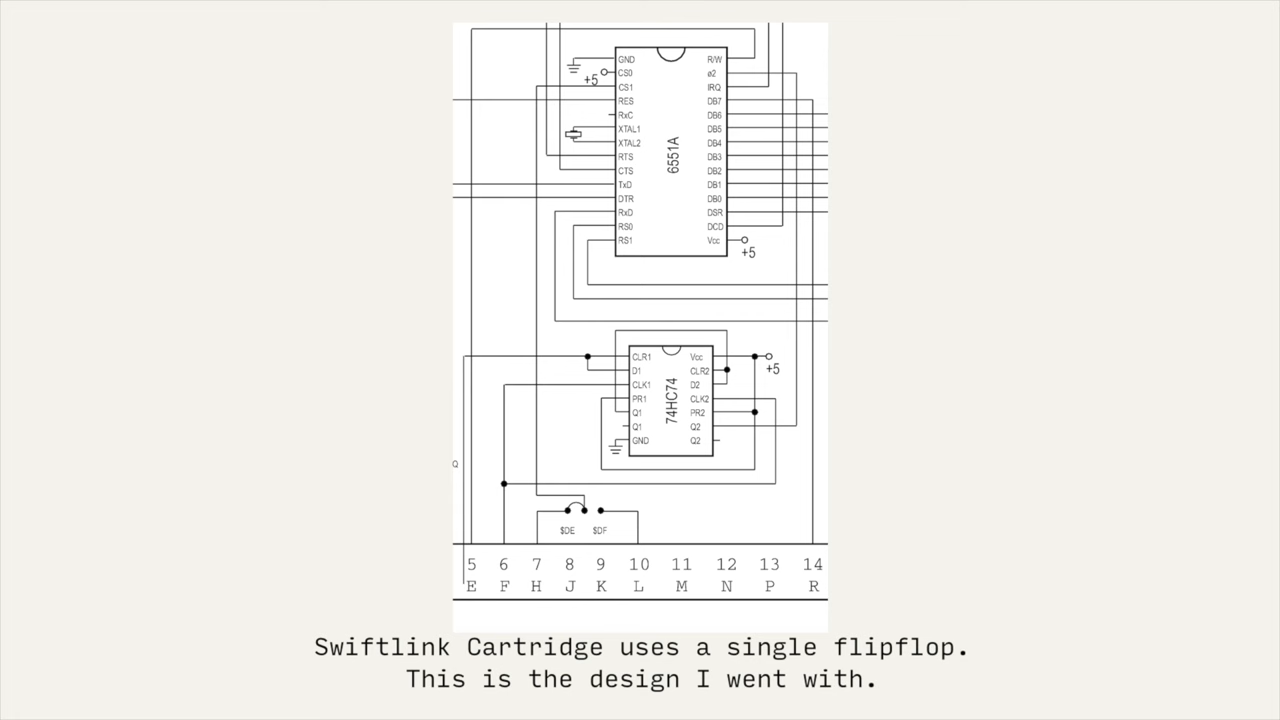 GND R/W
+5 CS0 ø2
CS1 IRQ
RES DB7
RxC DB6
XTAL1 DB5
XTAL2 DB4
RTS DB3
CTS DB2
TxD DB1
DTR DB0
RxD DSR
RS0 DCD
RS1 Vcc
6551A
+5
CLR1 Vcc
D1 CLR2
+5
CLK1 D2
PR1 CLK2
Q1 PR2
Q1 Q2
GND Q2
74HC74
Q
$DE $DF
5 6 7 8 9 10 11 12 13 14
E F H J K L M N P R
Swiftlink Cartridge uses a single flipflop.
This is the design I went with.